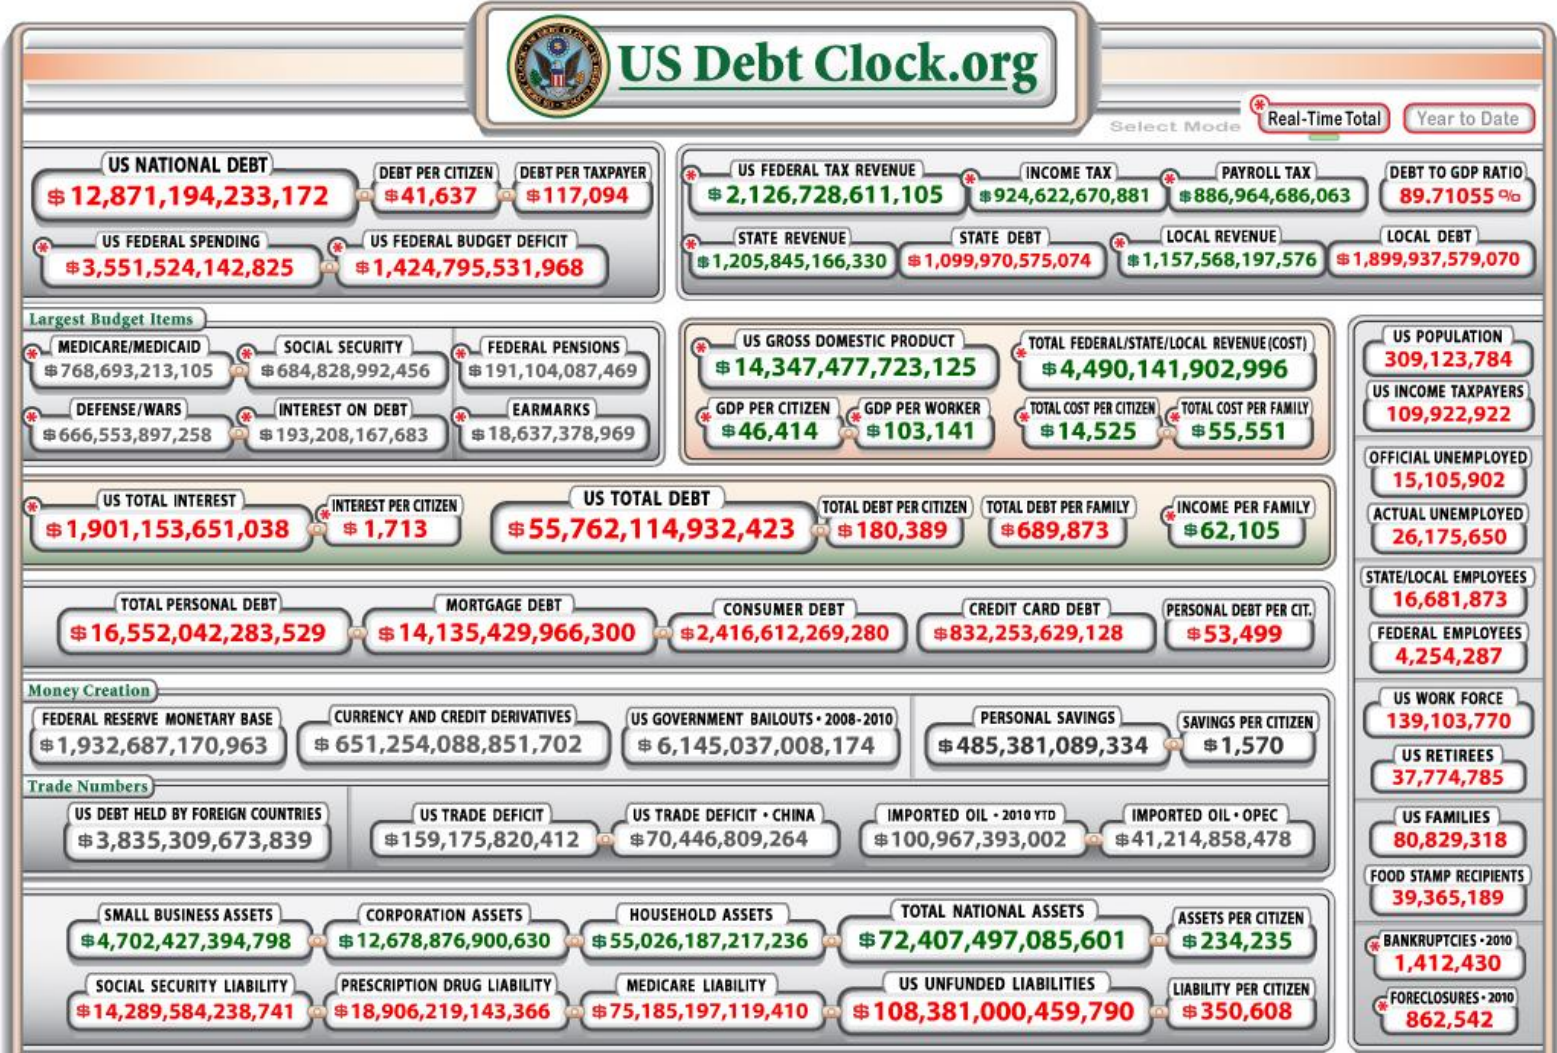 US Debt Clock.org
Select Mode
Real-Time Total
Year to Date
US NATIONAL DEBT
$ 12,871,194,233,172
DEBT PER CITIZEN
$ 41,637
DEBT PER TAXPAYER
$ 117,094
US FEDERAL SPENDING
$ 3,551,524,142,825
US FEDERAL BUDGET DEFICIT
$ 1,424,795,531,968
US FEDERAL TAX REVENUE
$ 2,126,728,611,105
INCOME TAX
$ 924,622,670,881
PAYROLL TAX
$ 886,964,686,063
DEBT TO GDP RATIO
89.71055 %
STATE REVENUE
$ 1,205,845,166,330
STATE DEBT
$ 1,099,970,575,074
LOCAL REVENUE
$ 1,157,568,197,576
LOCAL DEBT
$ 1,899,937,579,070
Largest Budget Items
MEDICARE/MEDICAID
$ 768,693,213,105
SOCIAL SECURITY
$ 684,828,992,456
FEDERAL PENSIONS
$ 191,104,087,469
DEFENSE/WARS
$ 666,553,897,258
INTEREST ON DEBT
$ 193,208,167,683
EARMARKS
$ 18,637,378,969
US GROSS DOMESTIC PRODUCT
$ 14,347,477,723,125
TOTAL FEDERAL/STATE/LOCAL REVENUE (COST)
$ 4,490,141,902,996
GDP PER CITIZEN
$ 46,414
GDP PER WORKER
$ 103,141
TOTAL COST PER CITIZEN
$ 14,525
TOTAL COST PER FAMILY
$ 55,551
US TOTAL INTEREST
$ 1,901,153,651,038
INTEREST PER CITIZEN
$ 1,713
US TOTAL DEBT
$ 55,762,114,932,423
TOTAL DEBT PER CITIZEN
$ 180,389
TOTAL DEBT PER FAMILY
$ 689,873
INCOME PER FAMILY
$ 62,105
TOTAL PERSONAL DEBT
$ 16,552,042,283,529
MORTGAGE DEBT
$ 14,135,429,966,300
CONSUMER DEBT
$ 2,416,612,269,280
CREDIT CARD DEBT
$ 832,253,629,128
PERSONAL DEBT PER CIT.
$ 53,499
Money Creation
FEDERAL RESERVE MONETARY BASE
$ 1,932,687,170,963
CURRENCY AND CREDIT DERIVATIVES
$ 651,254,088,851,702
US GOVERNMENT BAILOUTS • 2008-2010
$ 6,145,037,008,174
PERSONAL SAVINGS
$ 485,381,089,334
SAVINGS PER CITIZEN
$ 1,570
Trade Numbers
US DEBT HELD BY FOREIGN COUNTRIES
$ 3,835,309,673,839
US TRADE DEFICIT
$ 159,175,820,412
US TRADE DEFICIT • CHINA
$ 70,446,809,264
IMPORTED OIL • 2010 YTD
$ 100,967,393,002
IMPORTED OIL • OPEC
$ 41,214,858,478
SMALL BUSINESS ASSETS
$ 4,702,427,394,798
CORPORATION ASSETS
$ 12,678,876,900,630
HOUSEHOLD ASSETS
$ 55,026,187,217,236
TOTAL NATIONAL ASSETS
$ 72,407,497,085,601
ASSETS PER CITIZEN
$ 234,235
SOCIAL SECURITY LIABILITY
$ 14,289,584,238,741
PRESCRIPTION DRUG LIABILITY
$ 18,906,219,143,366
MEDICARE LIABILITY
$ 75,185,197,119,410
US UNFUNDED LIABILITIES
$ 108,381,000,459,790
LIABILITY PER CITIZEN
$ 350,608
US POPULATION
309,123,784
US INCOME TAXPAYERS
109,922,922
OFFICIAL UNEMPLOYED
15,105,902
ACTUAL UNEMPLOYED
26,175,650
STATE/LOCAL EMPLOYEES
16,681,873
FEDERAL EMPLOYEES
4,254,287
US WORK FORCE
139,103,770
US RETIREES
37,774,785
US FAMILIES
80,829,318
FOOD STAMP RECIPIENTS
39,365,189
BANKRUPTCIES • 2010
1,412,430
FORECLOSURES • 2010
862,542